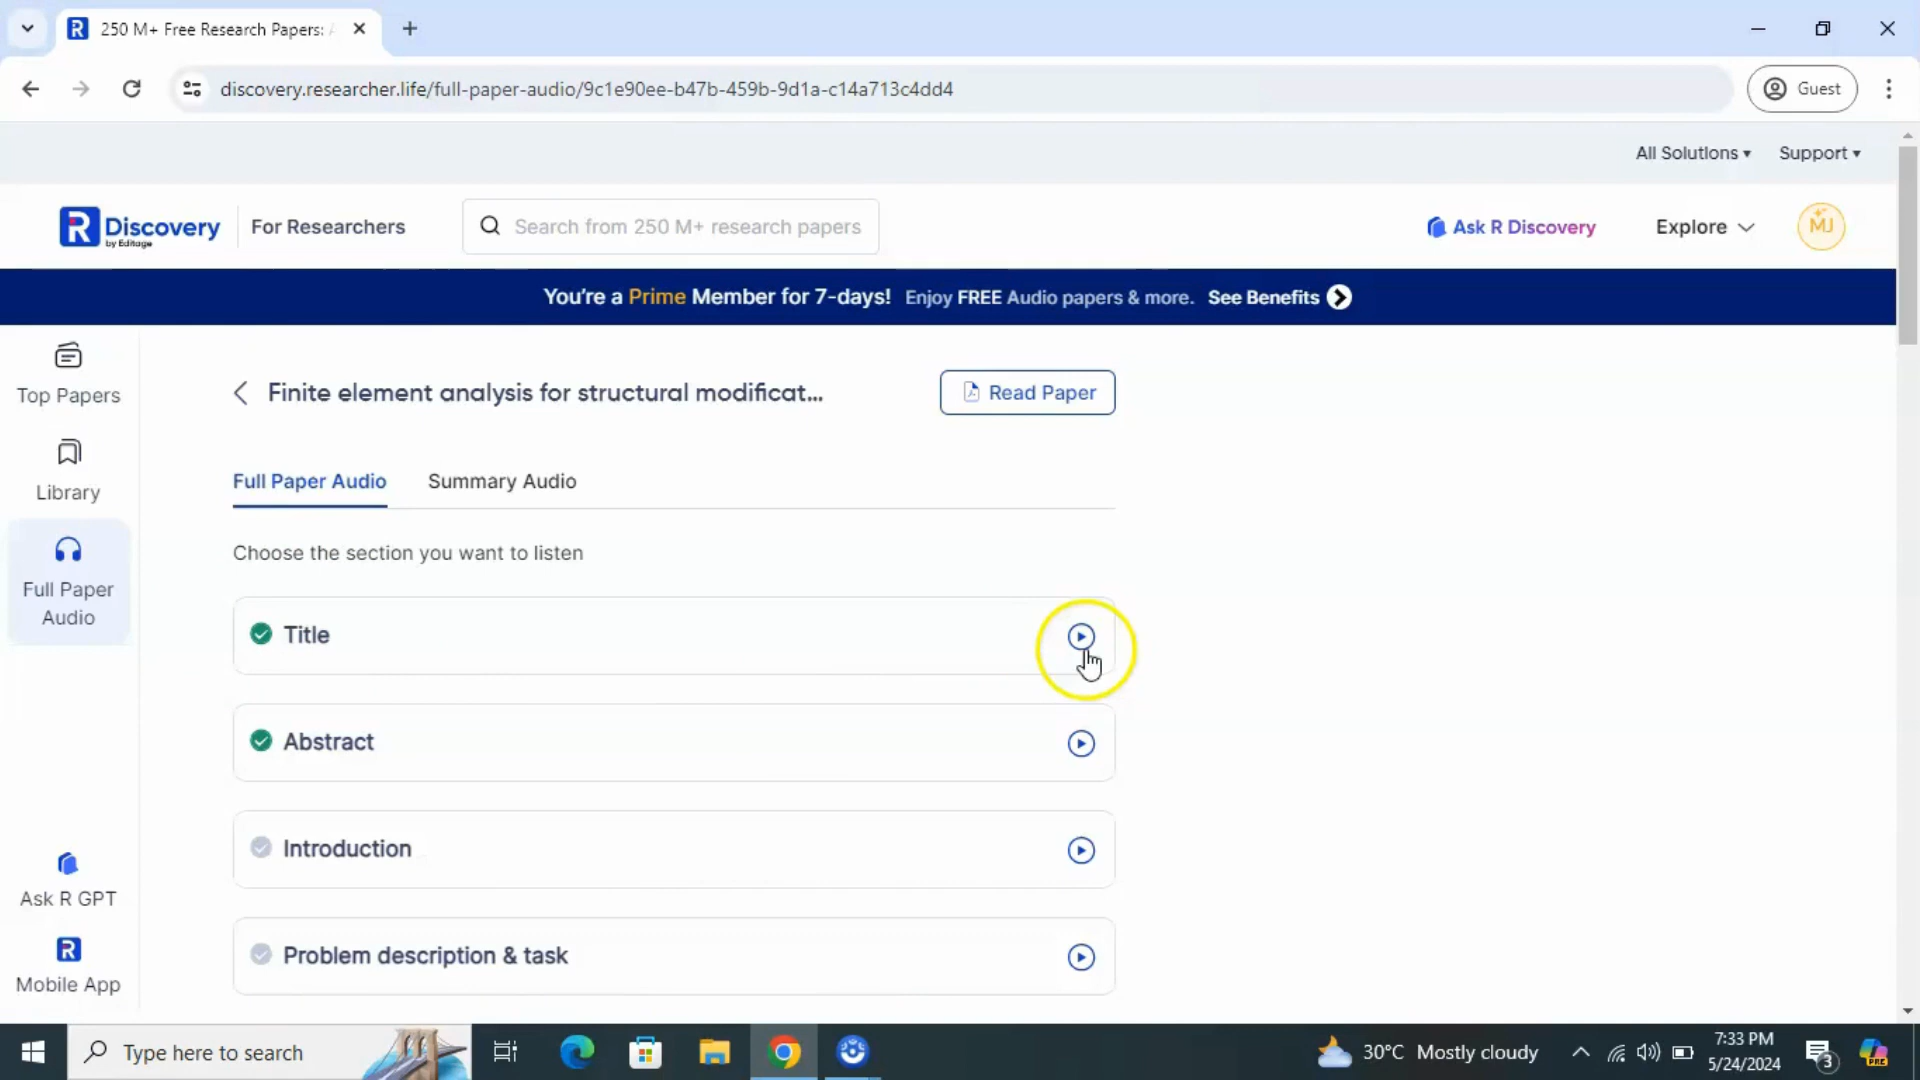 250 M+ Free Research Papers:
discovery.researcher.life/full-paper-audio/9c1e90ee-b47b-459b-9d1a-c14a713c4dd4
Guest
All Solutions ▾
Support ▾
R Discovery
by Editage
For Researchers
Search from 250 M+ research papers
Ask R Discovery
Explore
MJ
You're a Prime Member for 7-days! Enjoy FREE Audio papers & more. See Benefits
Top Papers
Library
Full Paper
Audio
Ask R GPT
R
Mobile App
Finite element analysis for structural modificat...
Read Paper
Full Paper Audio
Summary Audio
Choose the section you want to listen
Title
Abstract
Introduction
Problem description & task
Type here to search
30°C Mostly cloudy
7:33 PM
5/24/2024
3
PRE